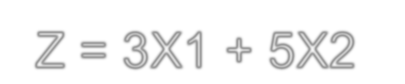 Z = 3X1 + 5X2